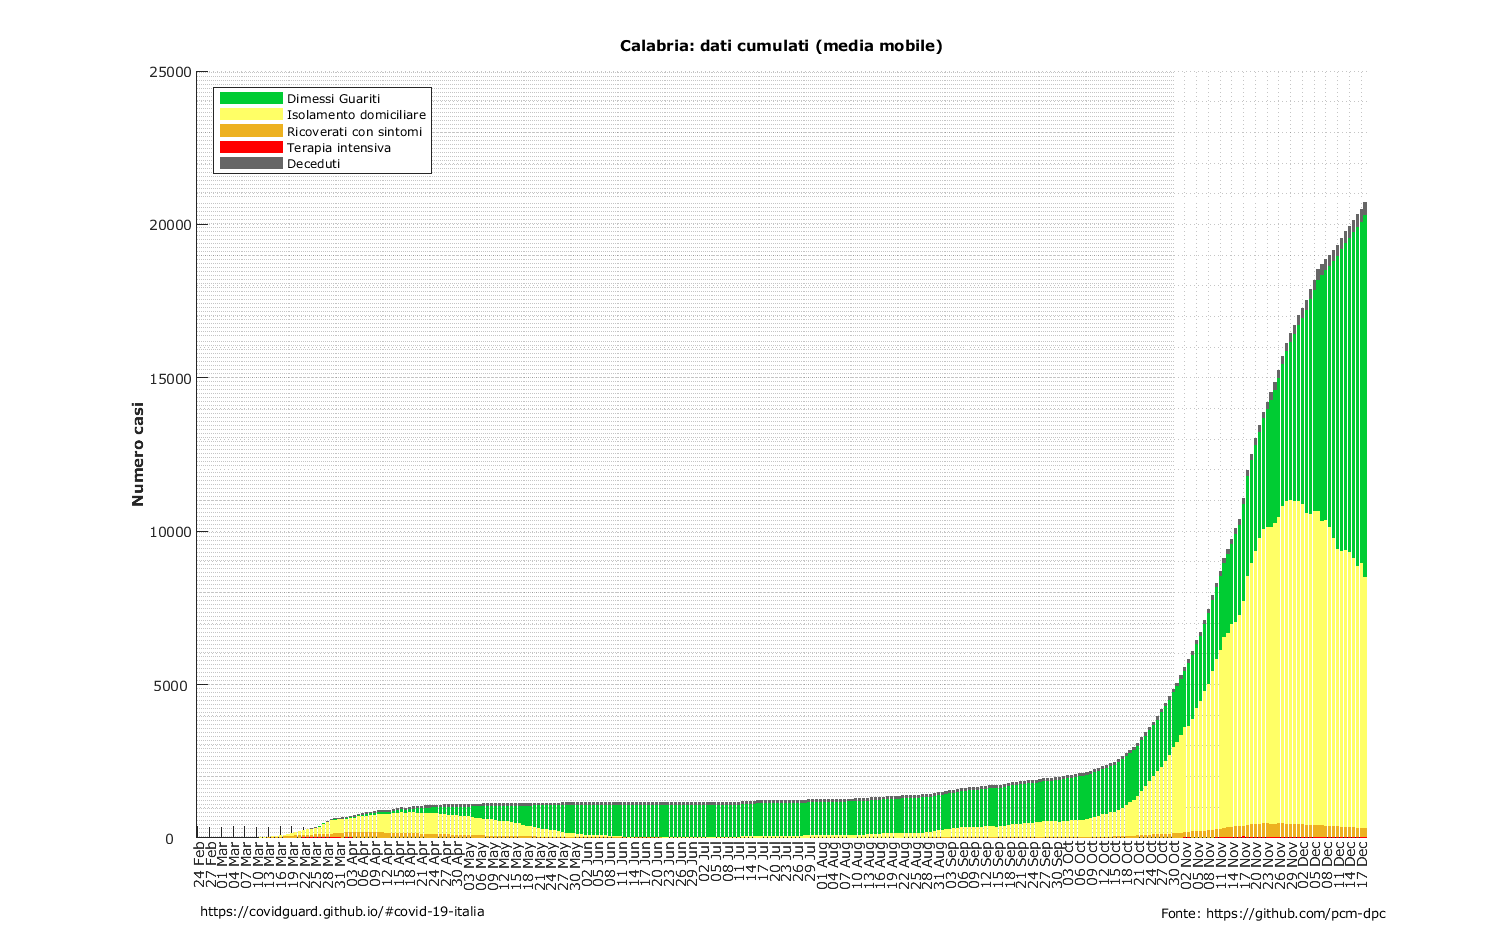 Calabria: dati cumulati (media mobile)
Dimessi Guariti
Isolamento domiciliare
Ricoverati con sintomi
Terapia intensiva
Deceduti
Numero casi
25000
20000
15000
10000
5000
0
24 Feb
27 Feb
01 Mar
04 Mar
07 Mar
10 Mar
13 Mar
16 Mar
19 Mar
22 Mar
25 Mar
28 Mar
31 Mar
03 Apr
06 Apr
09 Apr
12 Apr
15 Apr
18 Apr
21 Apr
24 Apr
27 Apr
30 Apr
03 May
06 May
09 May
12 May
15 May
18 May
21 May
24 May
27 May
30 May
02 Jun
05 Jun
08 Jun
11 Jun
14 Jun
17 Jun
20 Jun
23 Jun
26 Jun
29 Jun
02 Jul
05 Jul
08 Jul
11 Jul
14 Jul
17 Jul
20 Jul
23 Jul
26 Jul
29 Jul
01 Aug
04 Aug
07 Aug
10 Aug
13 Aug
16 Aug
19 Aug
22 Aug
25 Aug
28 Aug
31 Aug
03 Sep
06 Sep
09 Sep
12 Sep
15 Sep
18 Sep
21 Sep
24 Sep
27 Sep
30 Sep
03 Oct
06 Oct
09 Oct
12 Oct
15 Oct
18 Oct
21 Oct
24 Oct
27 Oct
30 Oct
02 Nov
05 Nov
08 Nov
11 Nov
14 Nov
17 Nov
20 Nov
23 Nov
26 Nov
29 Nov
02 Dec
05 Dec
08 Dec
11 Dec
14 Dec
17 Dec
https://covidguard.github.io/#covid-19-italia
Fonte: https://github.com/pcm-dpc